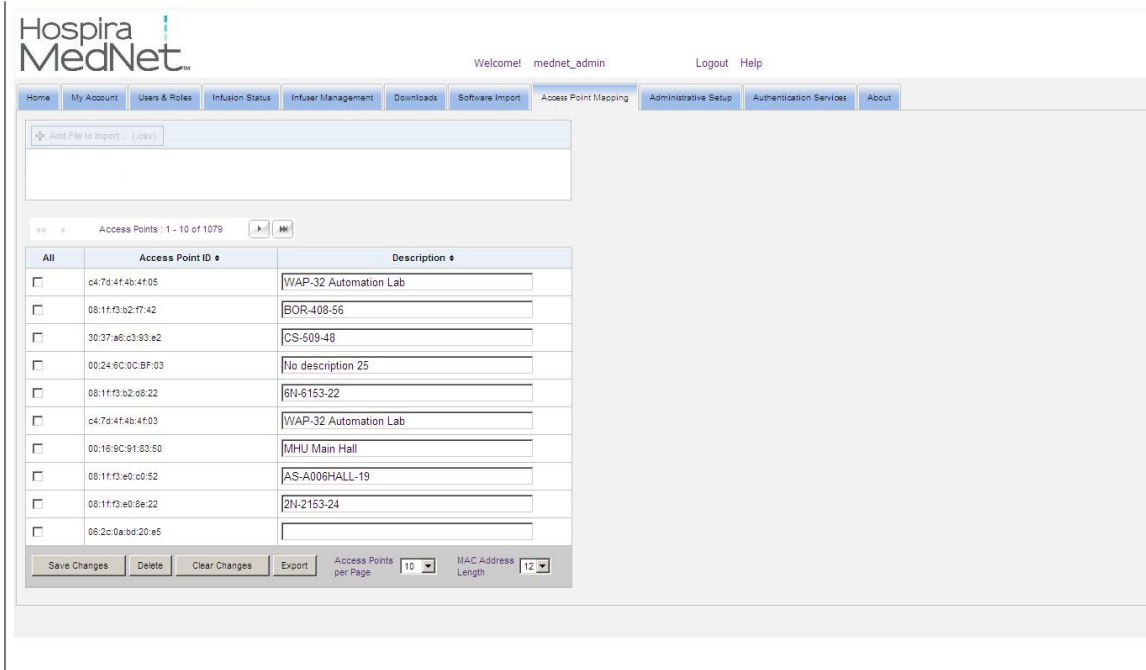 Hospira
MedNet™
Welcome! mednet_admin Logout Help
Home My Account Users & Roles Infusion Status Infuser Management Downloads Software Import Access Point Mapping Administrative Setup Authentication Services About
Add File to Import ... (.csv)
Access Points : 1 - 10 of 1079
All Access Point ID Description
c4:7d:4f:4b:4f:05 WAP-32 Automation Lab
08:1f:f3:b2:f7:42 BOR-408-56
30:37:a6:c3:93:e2 CS-509-48
00:24:6C:0C:BF:03 No description 25
08:1f:f3:b2:d8:22 6N-6153-22
c4:7d:4f:4b:4f:03 WAP-32 Automation Lab
00:16:9C:91:83:50 MHU Main Hall
08:1f:f3:e0:c0:52 AS-A006HALL-19
08:1f:f3:e0:8e:22 2N-2153-24
06:2c:0a:bd:20:e5
Save Changes Delete Clear Changes Export Access Points per Page 10 MAC Address Length 12